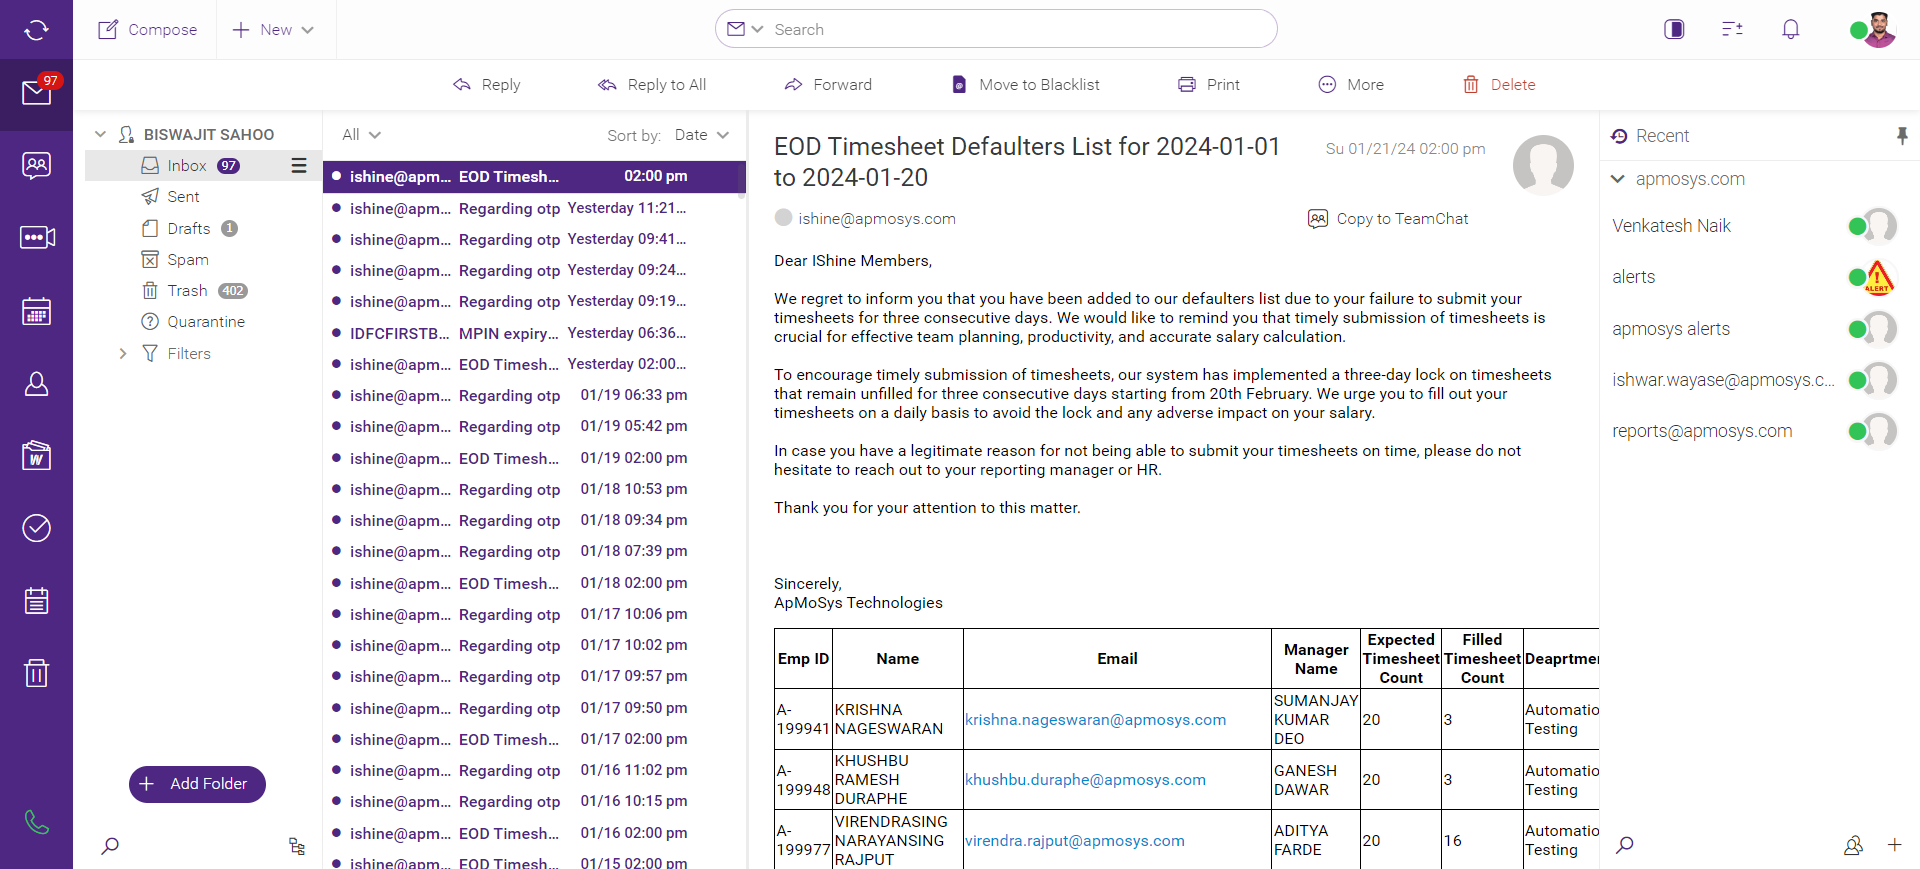 Compose
New
Search
97
Reply
Reply to All
Forward
Move to Blacklist
Print
More
Delete
BISWAJIT SAHOO
Inbox 97
Sent
Drafts 1
Spam
Trash 402
Quarantine
Filters
Add Folder
All
Sort by: Date
ishine@apm... EOD Timesh... 02:00 pm
ishine@apm... Regarding otp Yesterday 11:21...
ishine@apm... Regarding otp Yesterday 09:41...
ishine@apm... Regarding otp Yesterday 09:24...
ishine@apm... Regarding otp Yesterday 09:19...
IDFCFIRSTB... MPIN expiry... Yesterday 06:36...
ishine@apm... EOD Timesh... Yesterday 02:00...
ishine@apm... Regarding otp 01/19 06:33 pm
ishine@apm... Regarding otp 01/19 05:42 pm
ishine@apm... EOD Timesh... 01/19 02:00 pm
ishine@apm... Regarding otp 01/18 10:53 pm
ishine@apm... Regarding otp 01/18 09:34 pm
ishine@apm... Regarding otp 01/18 07:39 pm
ishine@apm... EOD Timesh... 01/18 02:00 pm
ishine@apm... Regarding otp 01/17 10:06 pm
ishine@apm... Regarding otp 01/17 10:02 pm
ishine@apm... Regarding otp 01/17 09:57 pm
ishine@apm... Regarding otp 01/17 09:50 pm
ishine@apm... EOD Timesh... 01/17 02:00 pm
ishine@apm... Regarding otp 01/16 11:02 pm
ishine@apm... Regarding otp 01/16 10:15 pm
ishine@apm... EOD Timesh... 01/16 02:00 pm
ishine@apm... EOD Timesh... 01/15 02:00 pm
EOD Timesheet Defaulters List for 2024-01-01
to 2024-01-20
Su 01/21/24 02:00 pm
ishine@apmosys.com
Copy to TeamChat
Dear IShine Members,
We regret to inform you that you have been added to our defaulters list due to your failure to submit your
timesheets for three consecutive days. We would like to remind you that timely submission of timesheets is
crucial for effective team planning, productivity, and accurate salary calculation.
To encourage timely submission of timesheets, our system has implemented a three-day lock on timesheets
that remain unfilled for three consecutive days starting from 20th February. We urge you to fill out your
timesheets on a daily basis to avoid the lock and any adverse impact on your salary.
In case you have a legitimate reason for not being able to submit your timesheets on time, please do not
hesitate to reach out to your reporting manager or HR.
Thank you for your attention to this matter.
Sincerely,
ApMoSys Technologies
Emp ID
Name
Email
Manager
Name
Expected
Timesheet
Count
Filled
Timesheet
Count
Deaprtme
A-
199941
KRISHNA
NAGESWARAN
krishna.nageswaran@apmosys.com
SUMANJAY
KUMAR
DEO
20
3
Automatio
Testing
A-
199948
KHUSHBU
RAMESH
DURAPHE
khushbu.duraphe@apmosys.com
GANESH
DAWAR
20
3
Automatio
Testing
A-
199977
VIRENDRASING
NARAYANSING
RAJPUT
virendra.rajput@apmosys.com
ADITYA
FARDE
20
16
Automatio
Testing
Recent
apmosys.com
Venkatesh Naik
alerts
ALERT
apmosys alerts
ishwar.wayase@apmosys.c...
reports@apmosys.com